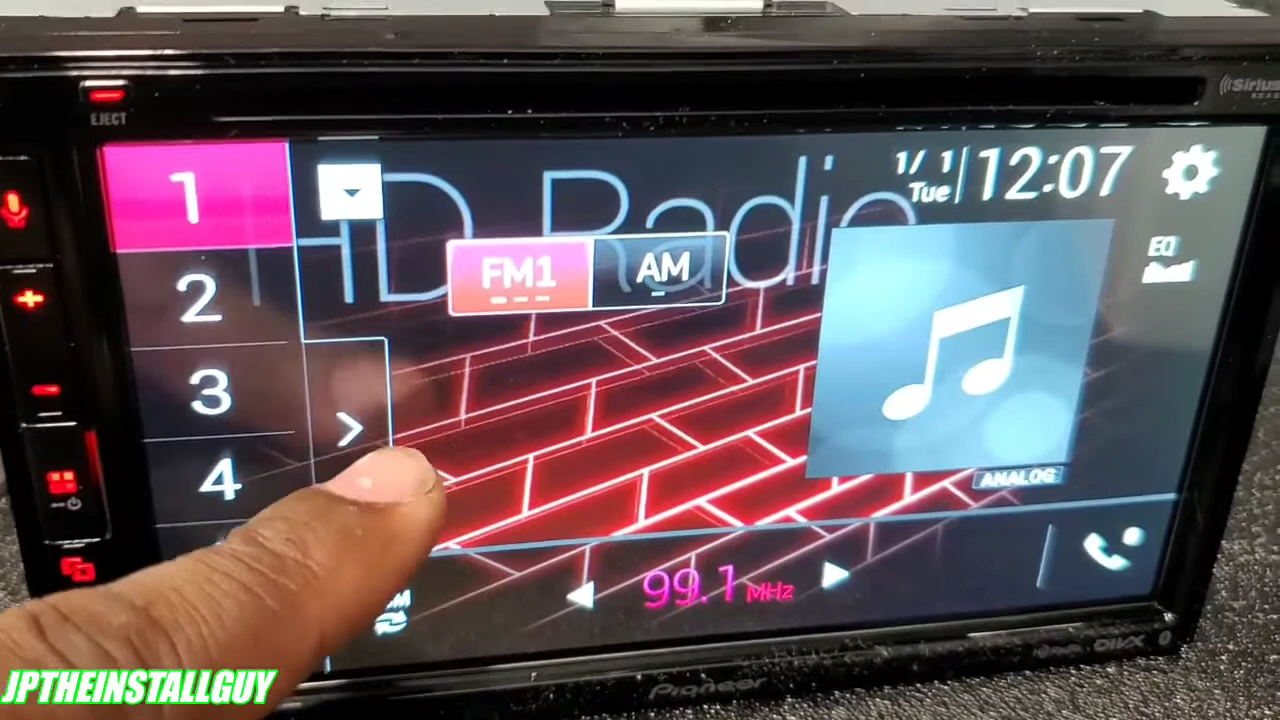 EJECT
1
2
3
4
HD Radio
FM1
AM
1/ 1
Tue
12:07
EQ
ANALOG
99.1 MHz
Pioneer
DIVX
JPTHEINSTALLGUY